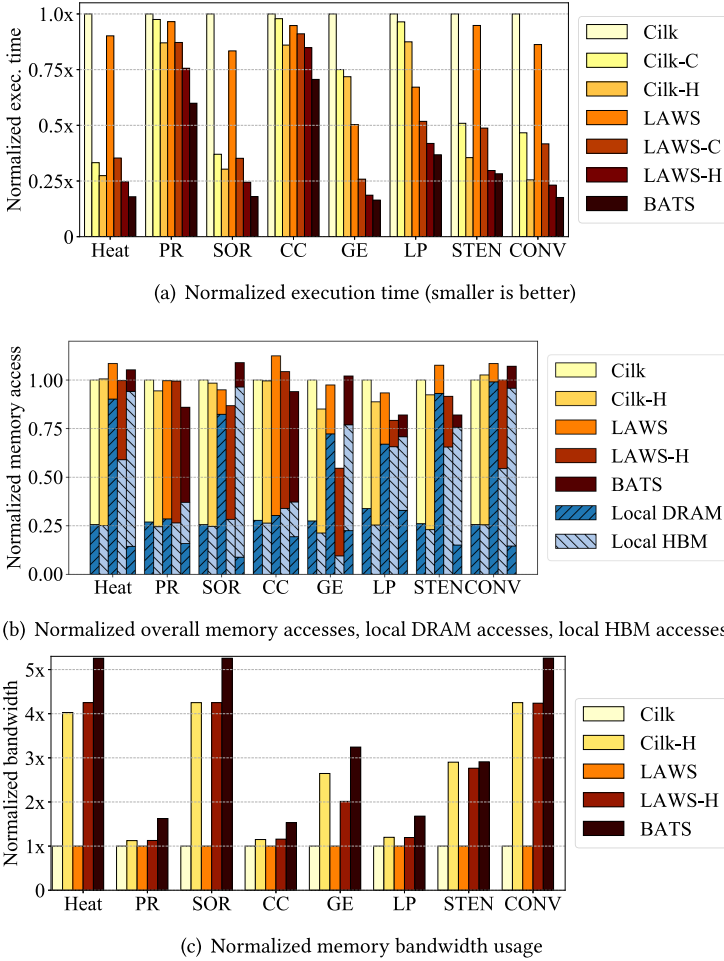 Normalized exec. time
1.0x
0.75x
0.5x
0.25x
0
Heat PR SOR CC GE LP STEN CONV
Cilk
Cilk-C
Cilk-H
LAWS
LAWS-C
LAWS-H
BATS
(a) Normalized execution time (smaller is better)
Normalized memory access
1.00
0.75
0.50
0.25
0.00
Heat PR SOR CC GE LP STEN CONV
Cilk
Cilk-H
LAWS
LAWS-H
BATS
Local DRAM
Local HBM
(b) Normalized overall memory accesses, local DRAM accesses, local HBM accesses
Normalized bandwidth
4x
3x
2x
1x
0
Heat PR SOR CC GE LP STEN CONV
Cilk
Cilk-H
LAWS
LAWS-H
BATS
(c) Normalized memory bandwidth usage